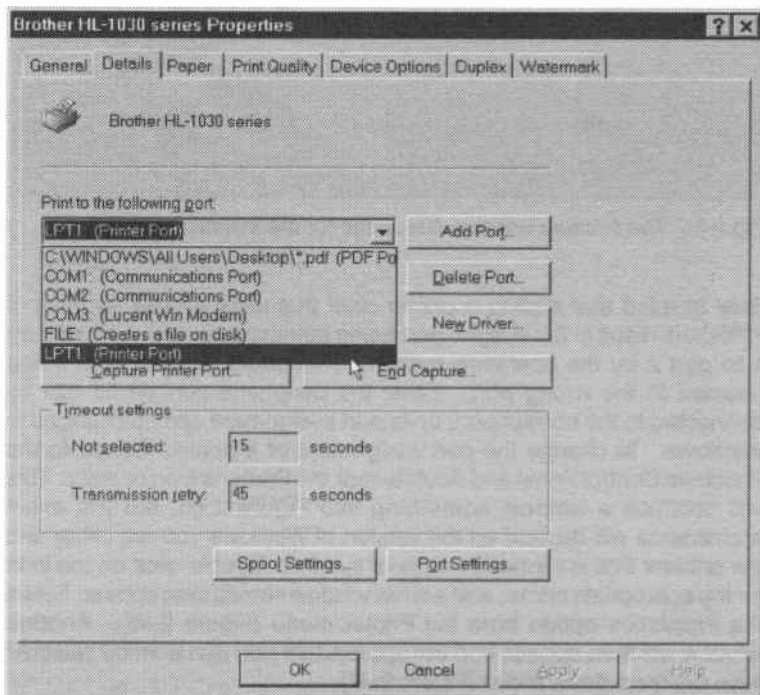 Brother HL-1030 series Properties
? ×
General Details Paper Print Quality Device Options Duplex Watermark
Brother HL-1030 series
Print to the following port:
LPT1: (Printer Port)
Add Port...
C:\WINDOWS\All Users\Desktop\*.pdf (PDF Po
COM1: (Communications Port)
Delete Port...
COM2: (Communications Port)
COM3: (Lucent Win Modem)
New Driver...
FILE: (Creates a file on disk)
LPT1: (Printer Port)
Capture Printer Port... End Capture...
Timeout settings
Not selected: 15 seconds
Transmission retry: 45 seconds
Spool Settings... Port Settings...
OK Cancel Apply Help